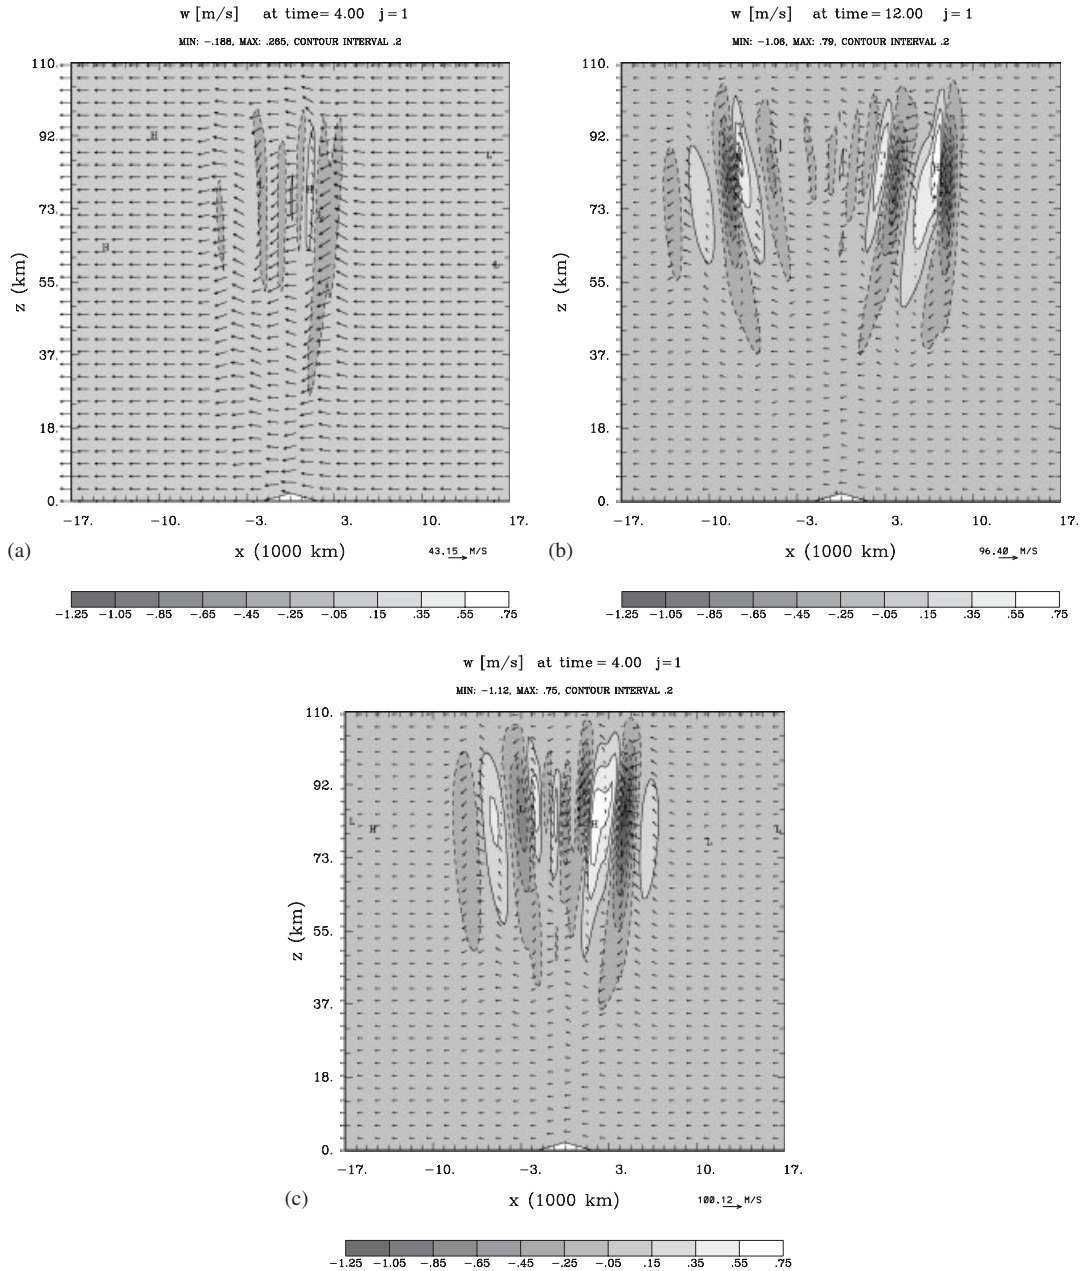 w [m/s] at time= 4.00 j=1
MIN: -.188, MAX: .265, CONTOUR INTERVAL .2
110.
92.
73.
55.
37.
18.
0.
z (km)
H
H
L
L
H
-17. -10. -3. 3. 10. 17.
(a)
x (1000 km)
43.15 M/S
-1.25 -1.05 -.85 -.65 -.45 -.25 -.05 .15 .35 .55 .75
w [m/s] at time=12.00 j=1
MIN: -1.06, MAX: .79, CONTOUR INTERVAL .2
110.
92.
73.
55.
37.
18.
0.
z (km)
-17. -10. -3. 3. 10. 17.
(b)
x (1000 km)
96.40 M/S
-1.25 -1.05 -.85 -.65 -.45 -.25 -.05 .15 .35 .55 .75
w [m/s] at time= 4.00 j=1
MIN: -1.12, MAX: .75, CONTOUR INTERVAL .2
110.
92.
73.
55.
37.
18.
0.
z (km)
L
H
H
L
L
-17. -10. -3. 3. 10. 17.
(c)
x (1000 km)
100.12 M/S
-1.25 -1.05 -.85 -.65 -.45 -.25 -.05 .15 .35 .55 .75